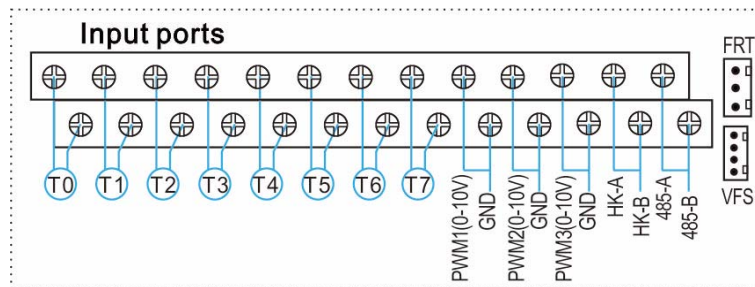 Input ports
FRT
T0
T1
T2
T3
T4
T5
T6
T7
PWM1(0-10V)
GND
PWM2(0-10V)
GND
PWM3(0-10V)
GND
HK-A
HK-B
485-A
485-B
VFS